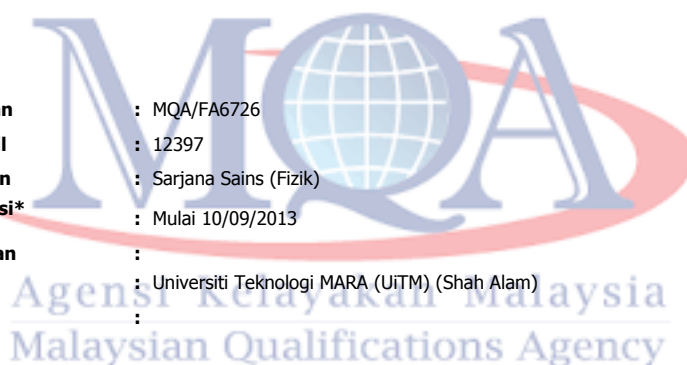 MQA
an : MQA/FA6726
l : 12397
n : Sarjana Sains (Fizik)
si* : Mulai 10/09/2013
an :
: Universiti Teknologi MARA (UiTM) (Shah Alam)
:
Agensi Kelayakan Malaysia
Malaysian Qualifications Agency